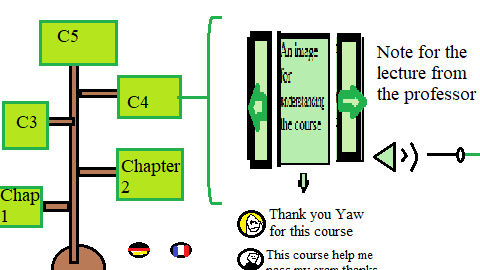 C5
C4
C3
Chapter
2
Chap
1
An image
for
understanding
the course
Note for the
lecture from
the professor
Thank you Yaw
for this course
This course help me
pass my exam thanks